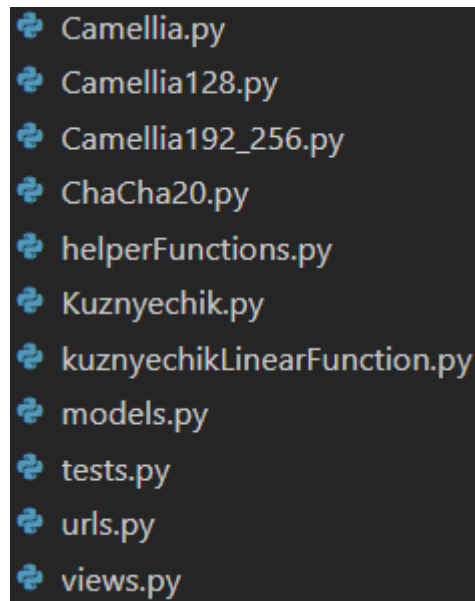 Camellia.py
Camellia128.py
Camellia192_256.py
ChaCha20.py
helperFunctions.py
Kuznyechik.py
kuznyechikLinearFunction.py
models.py
tests.py
urls.py
views.py